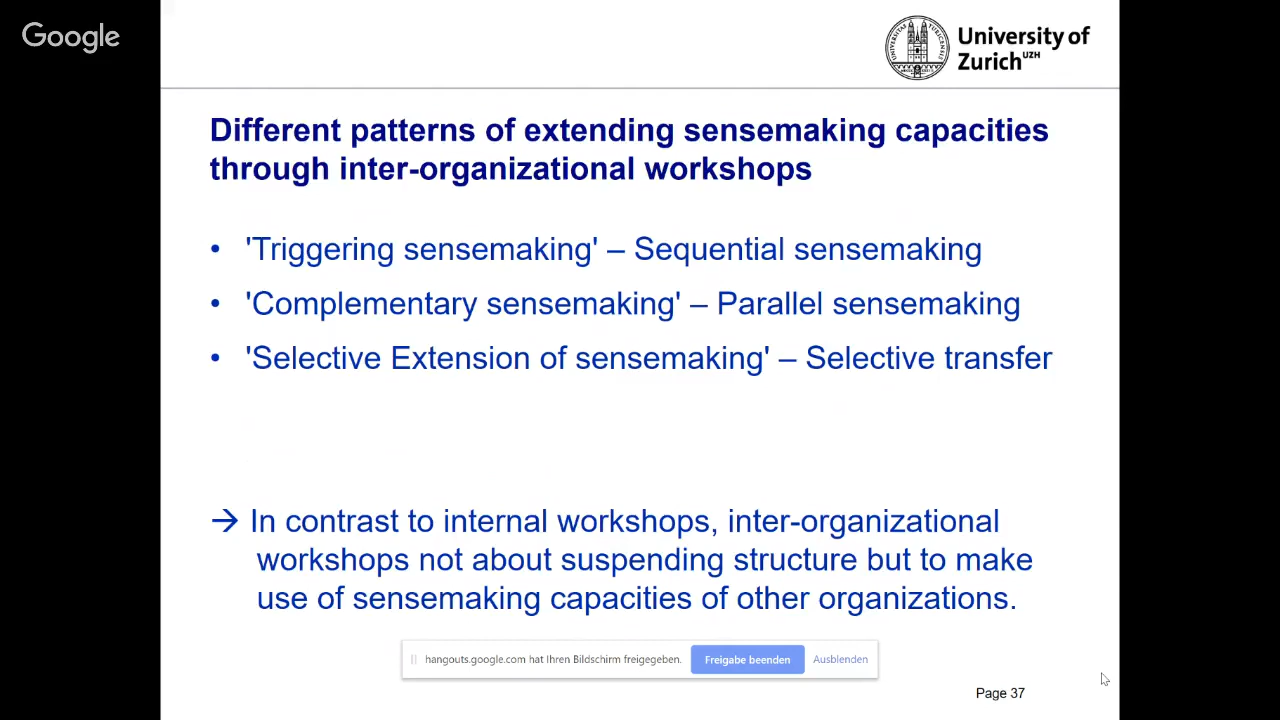 Google
University of
Zurich UZH
Different patterns of extending sensemaking capacities
through inter-organizational workshops
• 'Triggering sensemaking' – Sequential sensemaking
• 'Complementary sensemaking' – Parallel sensemaking
• 'Selective Extension of sensemaking' – Selective transfer
→ In contrast to internal workshops, inter-organizational
workshops not about suspending structure but to make
use of sensemaking capacities of other organizations.
hangouts.google.com hat Ihren Bildschirm freigegeben. Freigabe beenden Ausblenden
Page 37